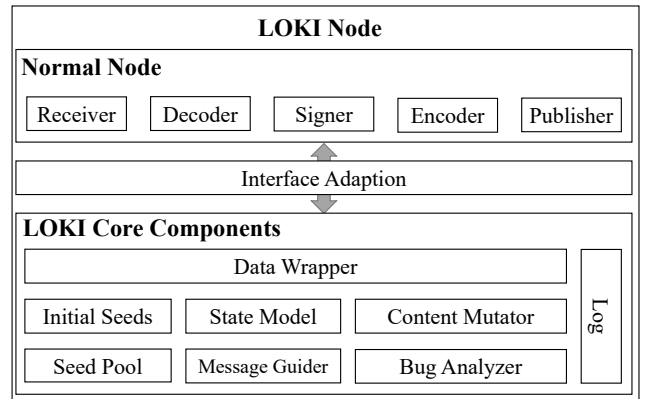 LOKI Node
Normal Node
Receiver Decoder Signer Encoder Publisher
Interface Adaption
LOKI Core Components
Data Wrapper
Log
Initial Seeds State Model Content Mutator
Seed Pool Message Guider Bug Analyzer